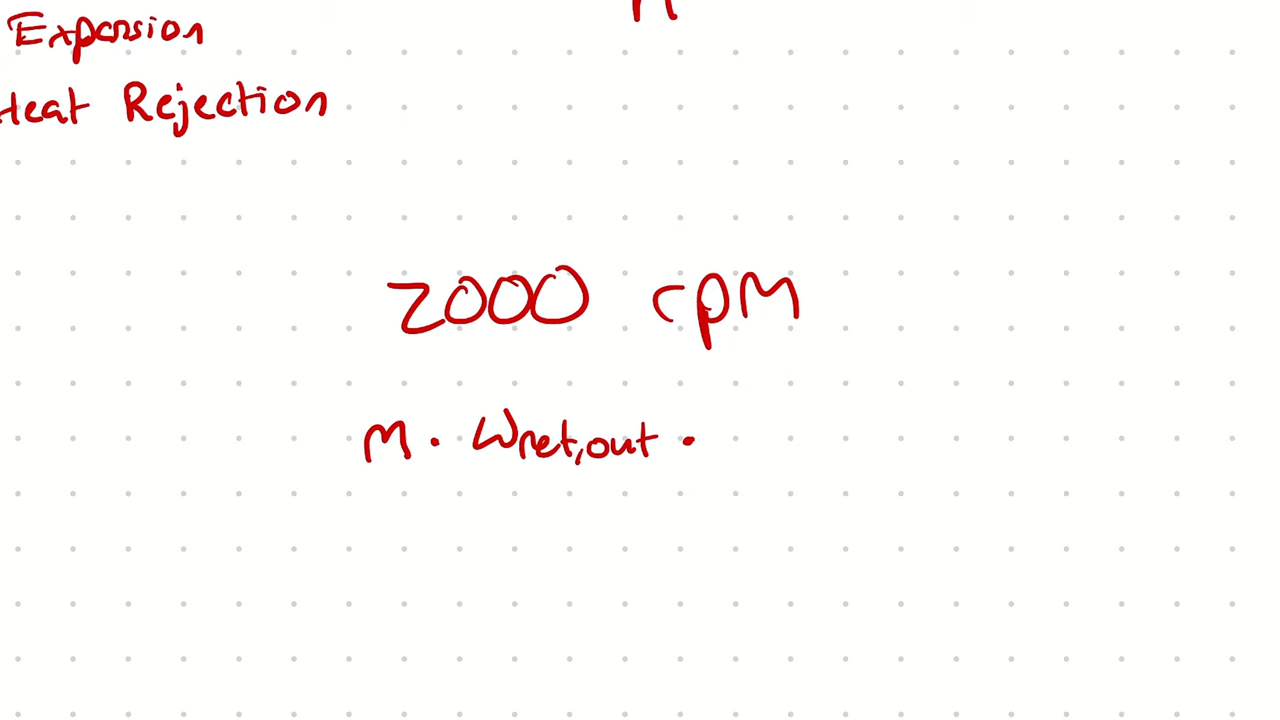 Expansion
Heat Rejection
2000 rpm
m · Wnet,out ·